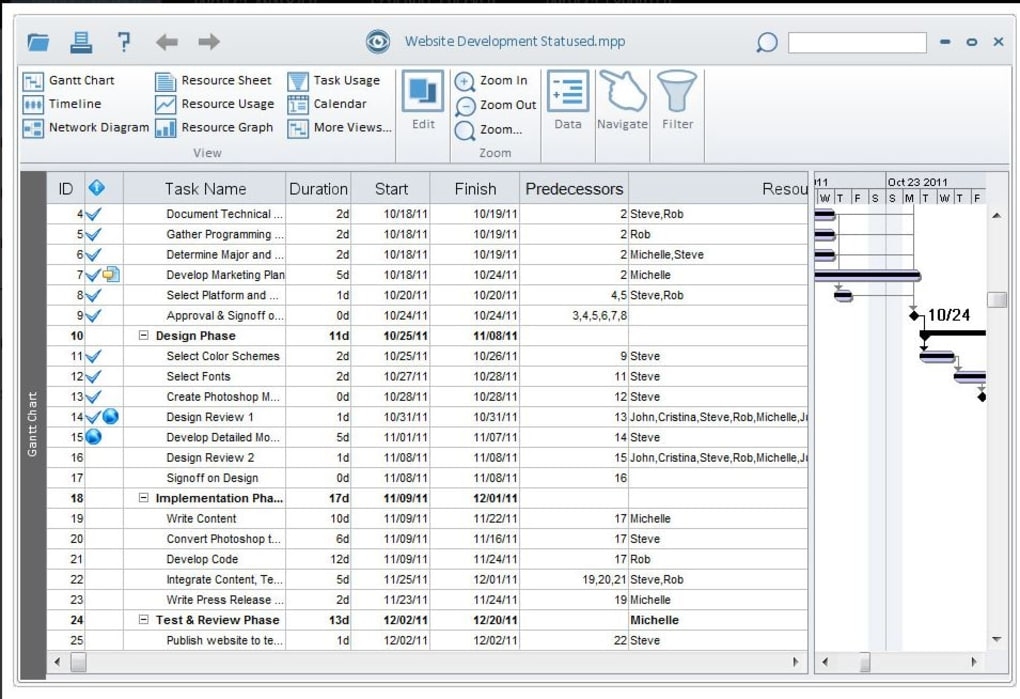 Website Development Statused.mpp
Gantt Chart Resource Sheet Task Usage Zoom In
Timeline Resource Usage Calendar Zoom Out
Network Diagram Resource Graph More Views... Edit Zoom... Data Navigate Filter
View Zoom
ID Task Name Duration Start Finish Predecessors Resou
4 Document Technical ... 2d 10/18/11 10/19/11 2 Steve,Rob
5 Gather Programming ... 2d 10/18/11 10/19/11 2 Rob
6 Determine Major and ... 2d 10/18/11 10/19/11 2 Michelle,Steve
7 Develop Marketing Plan 5d 10/18/11 10/24/11 2 Michelle
8 Select Platform and ... 1d 10/20/11 10/20/11 4,5 Steve,Rob
9 Approval & Signoff o... 0d 10/24/11 10/24/11 3,4,5,6,7,8
10 Design Phase 11d 10/25/11 11/08/11
11 Select Color Schemes 2d 10/25/11 10/26/11 9 Steve
12 Select Fonts 2d 10/27/11 10/28/11 11 Steve
13 Create Photoshop M... 0d 10/28/11 10/28/11 12 Steve
14 Design Review 1 1d 10/31/11 10/31/11 13 John,Cristina,Steve,Rob,Michelle,Ju
15 Develop Detailed Mo... 5d 11/01/11 11/07/11 14 Steve
16 Design Review 2 1d 11/08/11 11/08/11 15 John,Cristina,Steve,Rob,Michelle,Ju
17 Signoff on Design 0d 11/08/11 11/08/11 16
18 Implementation Pha... 17d 11/09/11 12/01/11
19 Write Content 10d 11/09/11 11/22/11 17 Michelle
20 Convert Photoshop t... 6d 11/09/11 11/16/11 17 Steve
21 Develop Code 12d 11/09/11 11/24/11 17 Rob
22 Integrate Content, Te... 5d 11/25/11 12/01/11 19,20,21 Steve,Rob
23 Write Press Release ... 2d 11/23/11 11/24/11 19 Michelle
24 Test & Review Phase 13d 12/02/11 12/20/11 Michelle
25 Publish website to te... 1d 12/02/11 12/02/11 22 Steve
Gantt Chart
11 Oct 23 2011
W T F S S M T W T F
10/24